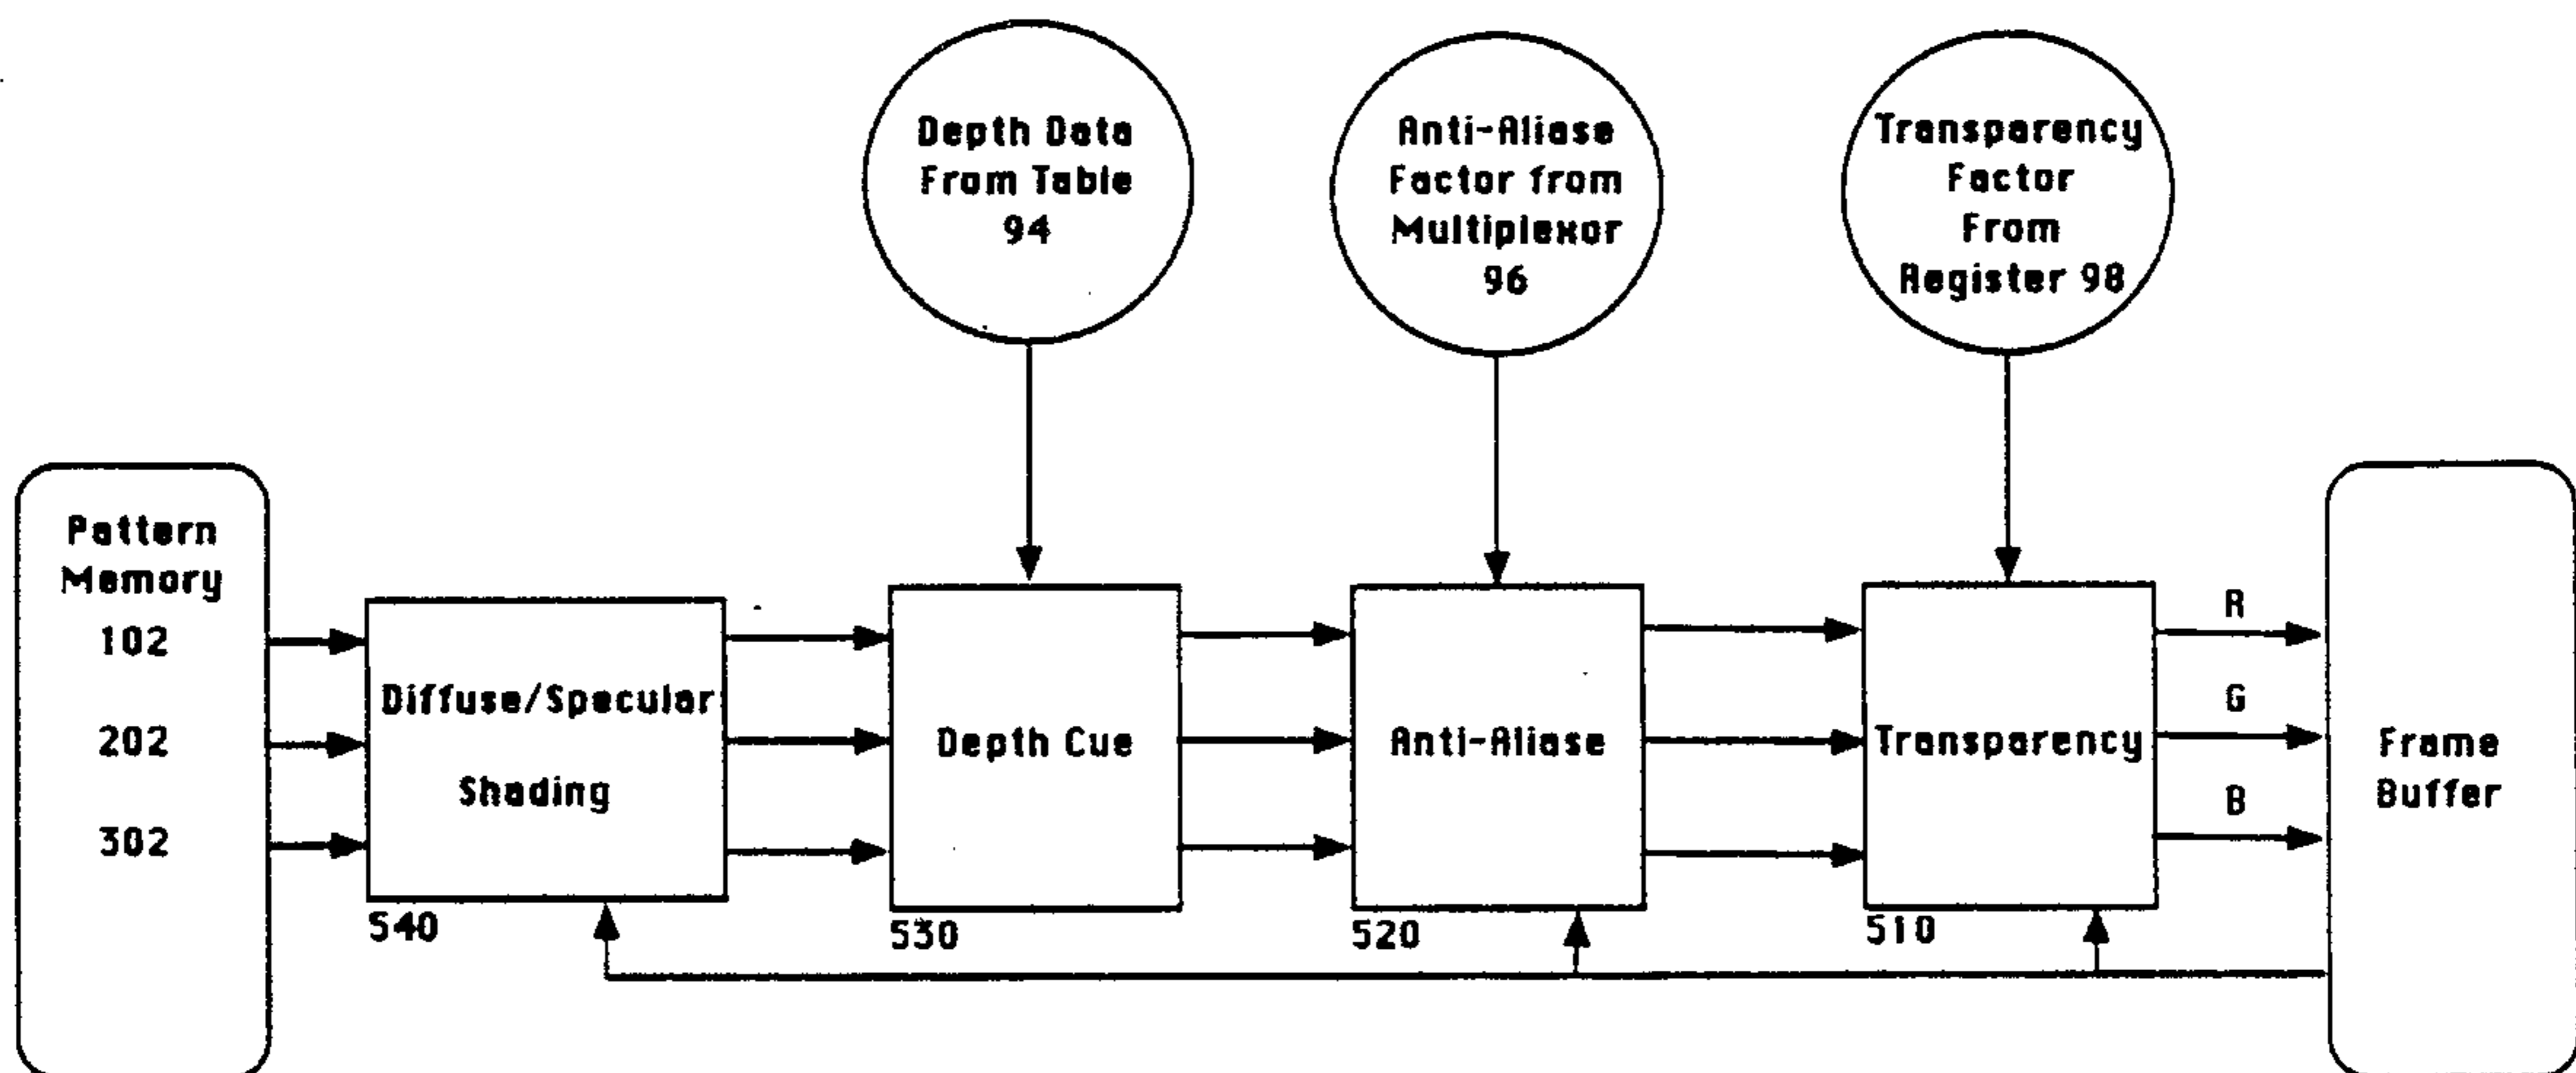 Depth Data
From Table
94
Anti-Aliase
Factor from
Multiplexor
96
Transparency
Factor
From
Register 98
Pattern
Memory
102
202
302
Diffuse/Specular
Shading
540
Depth Cue
530
Anti-Aliase
520
Transparency
510
R
G
B
Frame
Buffer